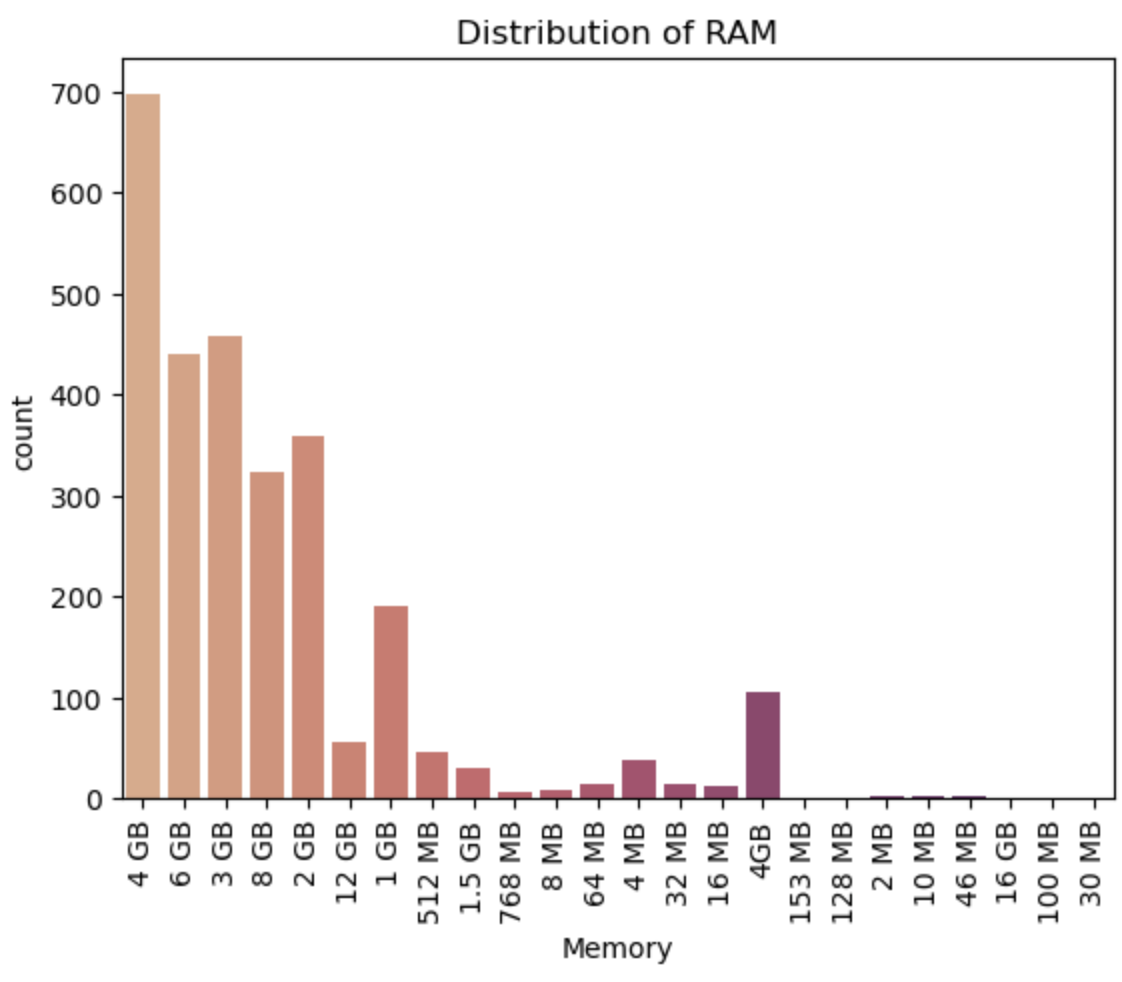 Distribution of RAM
700
600
500
400
300
200
100
0
count
4 GB
6 GB
3 GB
8 GB
2 GB
12 GB
1 GB
512 MB
1.5 GB
768 MB
8 MB
64 MB
4 MB
32 MB
16 MB
4GB
153 MB
128 MB
2 MB
10 MB
46 MB
16 GB
100 MB
30 MB
Memory